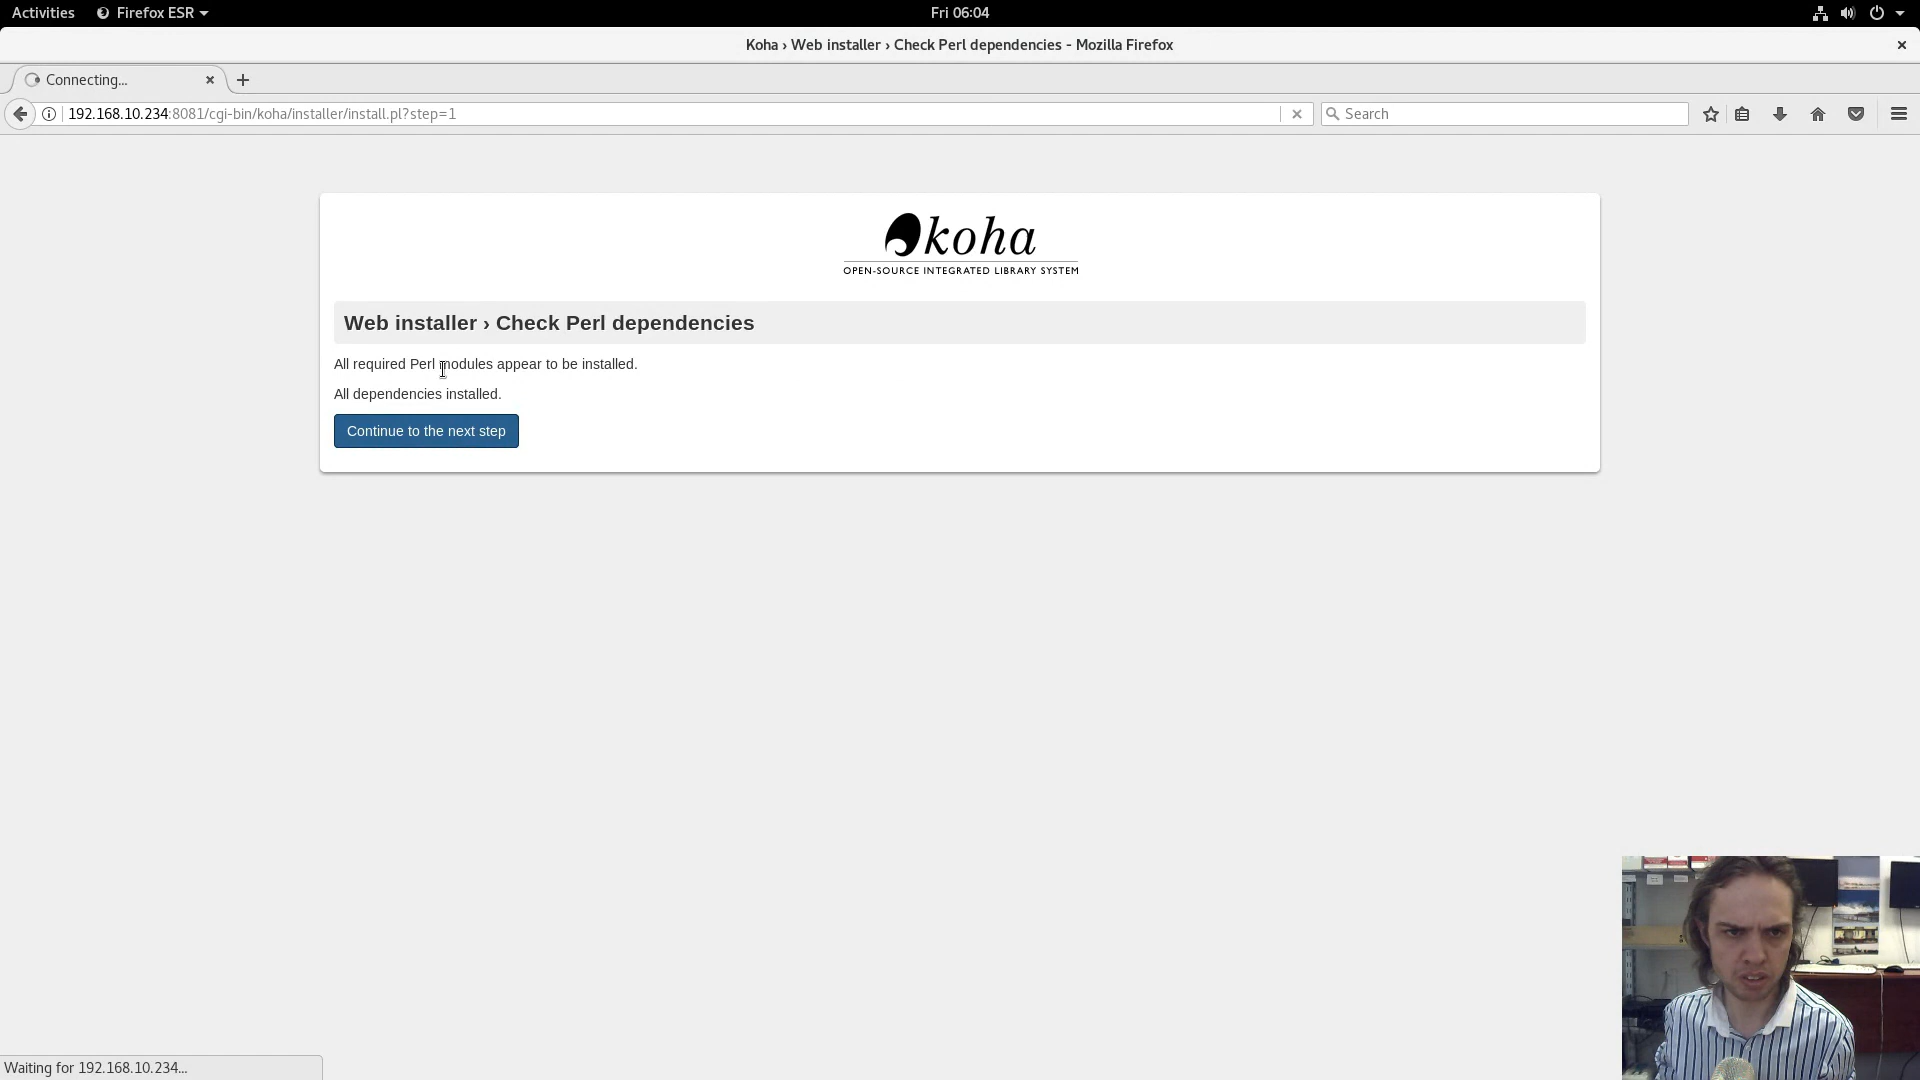 Activities Firefox ESR Fri 06:04
Koha › Web installer › Check Perl dependencies - Mozilla Firefox
Connecting...
192.168.10.234:8081/cgi-bin/koha/installer/install.pl?step=1 Search
koha
OPEN-SOURCE INTEGRATED LIBRARY SYSTEM
Web installer › Check Perl dependencies
All required Perl modules appear to be installed.
All dependencies installed.
Continue to the next step
Waiting for 192.168.10.234...